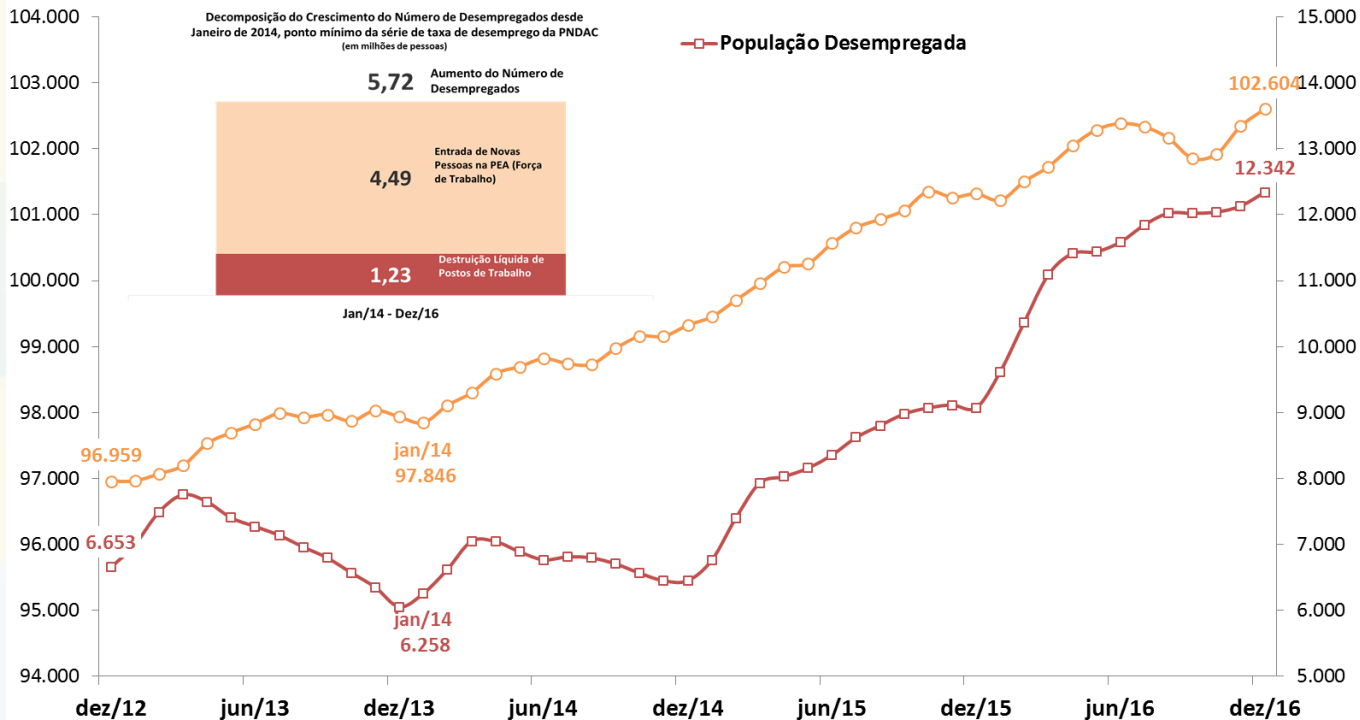 Decomposição do Crescimento do Número de Desempregados desde
Janeiro de 2014, ponto mínimo da série de taxa de desemprego da PNDAC
(em milhões de pessoas)
5,72
Aumento do Número de
Desempregados
4,49
Entrada de Novas
Pessoas na PEA (Força
de Trabalho)
1,23
Destruição Líquida de
Postos de Trabalho
Jan/14 - Dez/16
População Desempregada
104.000
103.000
102.000
101.000
100.000
99.000
98.000
97.000
96.000
95.000
94.000
15.000
14.000
13.000
12.000
11.000
10.000
9.000
8.000
7.000
6.000
5.000
102.604
12.342
96.959
jan/14
97.846
6.653
jan/14
6.258
dez/12
jun/13
dez/13
jun/14
dez/14
jun/15
dez/15
jun/16
dez/16